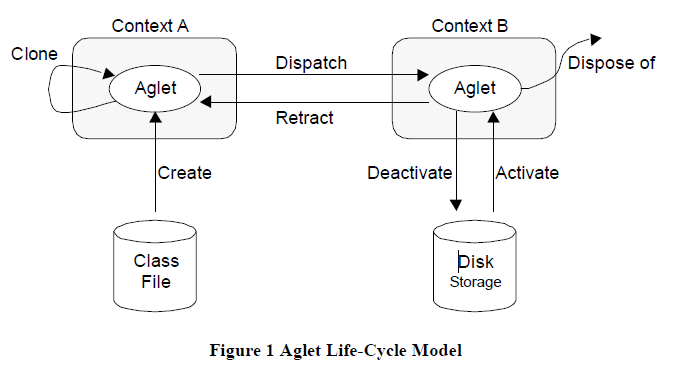 Context A
Context B
Clone
Dispatch
Dispose of
Aglet
Aglet
Retract
Create
Deactivate
Activate
Class
File
Disk
Storage
Figure 1 Aglet Life-Cycle Model